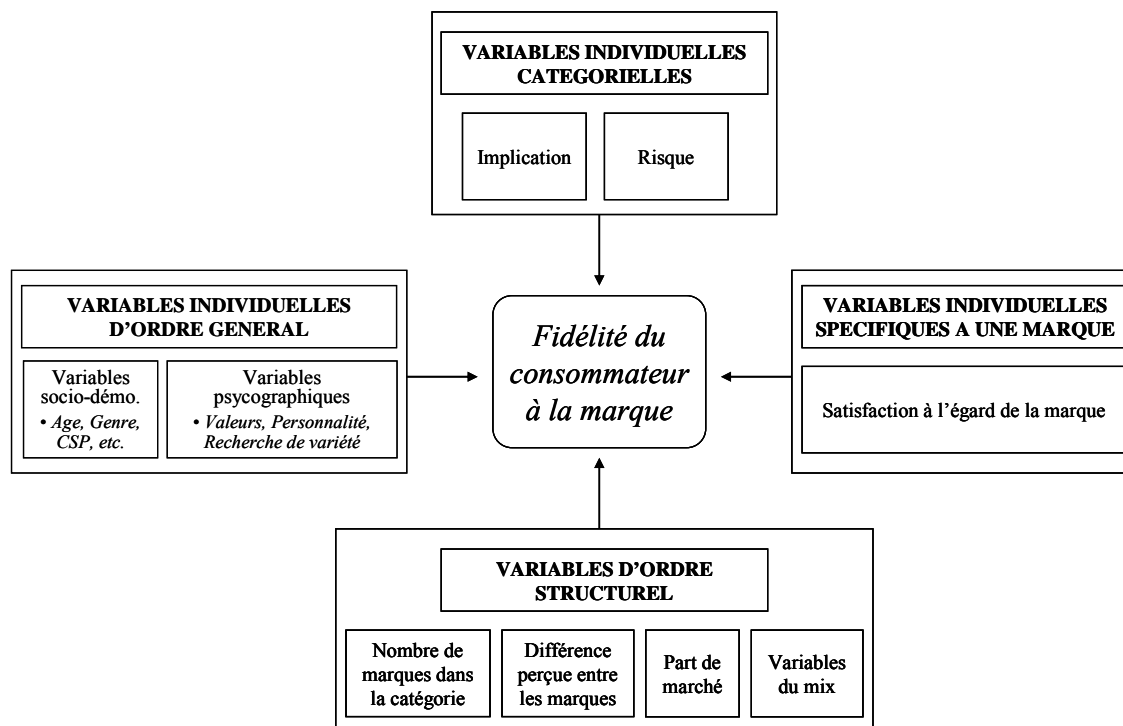 VARIABLES INDIVIDUELLES
CATEGORIELLES
Implication
Risque
VARIABLES INDIVIDUELLES
D’ORDRE GENERAL
Variables
socio-démo.
• Age, Genre,
CSP, etc.
Variables
psycographiques
• Valeurs, Personnalité,
Recherche de variété
Fidélité du
consommateur
à la marque
VARIABLES INDIVIDUELLES
SPECIFIQUES A UNE MARQUE
Satisfaction à l’égard de la marque
VARIABLES D’ORDRE
STRUCTUREL
Nombre de
marques dans
la catégorie
Différence
perçue entre
les marques
Part de
marché
Variables
du mix